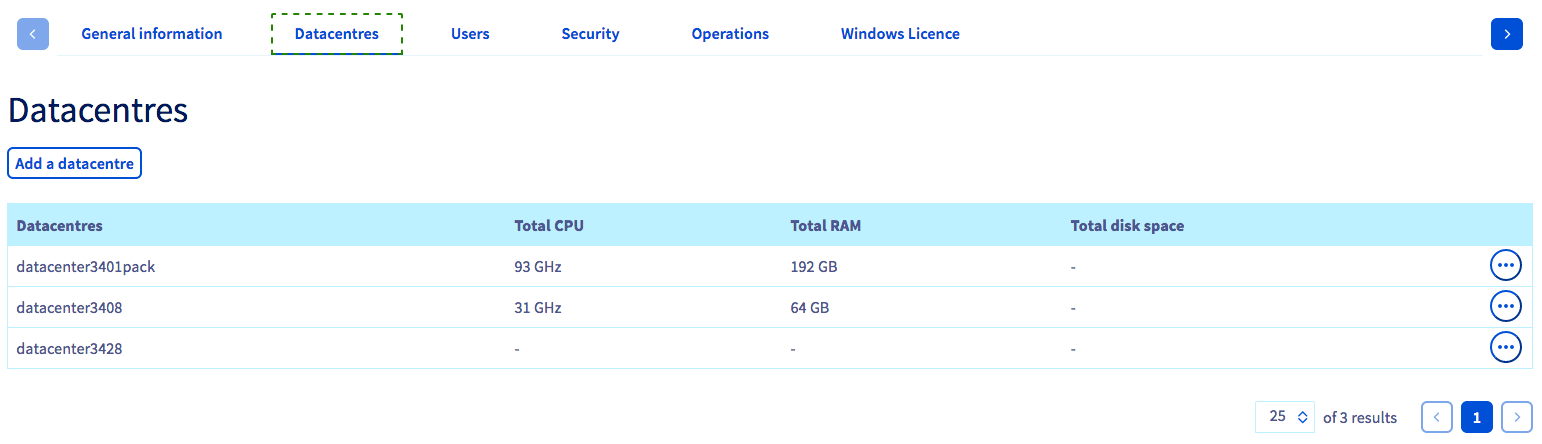 General information Datacentres Users Security Operations Windows Licence
Datacentres
Add a datacentre
Datacentres Total CPU Total RAM Total disk space
datacenter3401pack 93 GHz 192 GB -
datacenter3408 31 GHz 64 GB -
datacenter3428 - - -
25 of 3 results 1